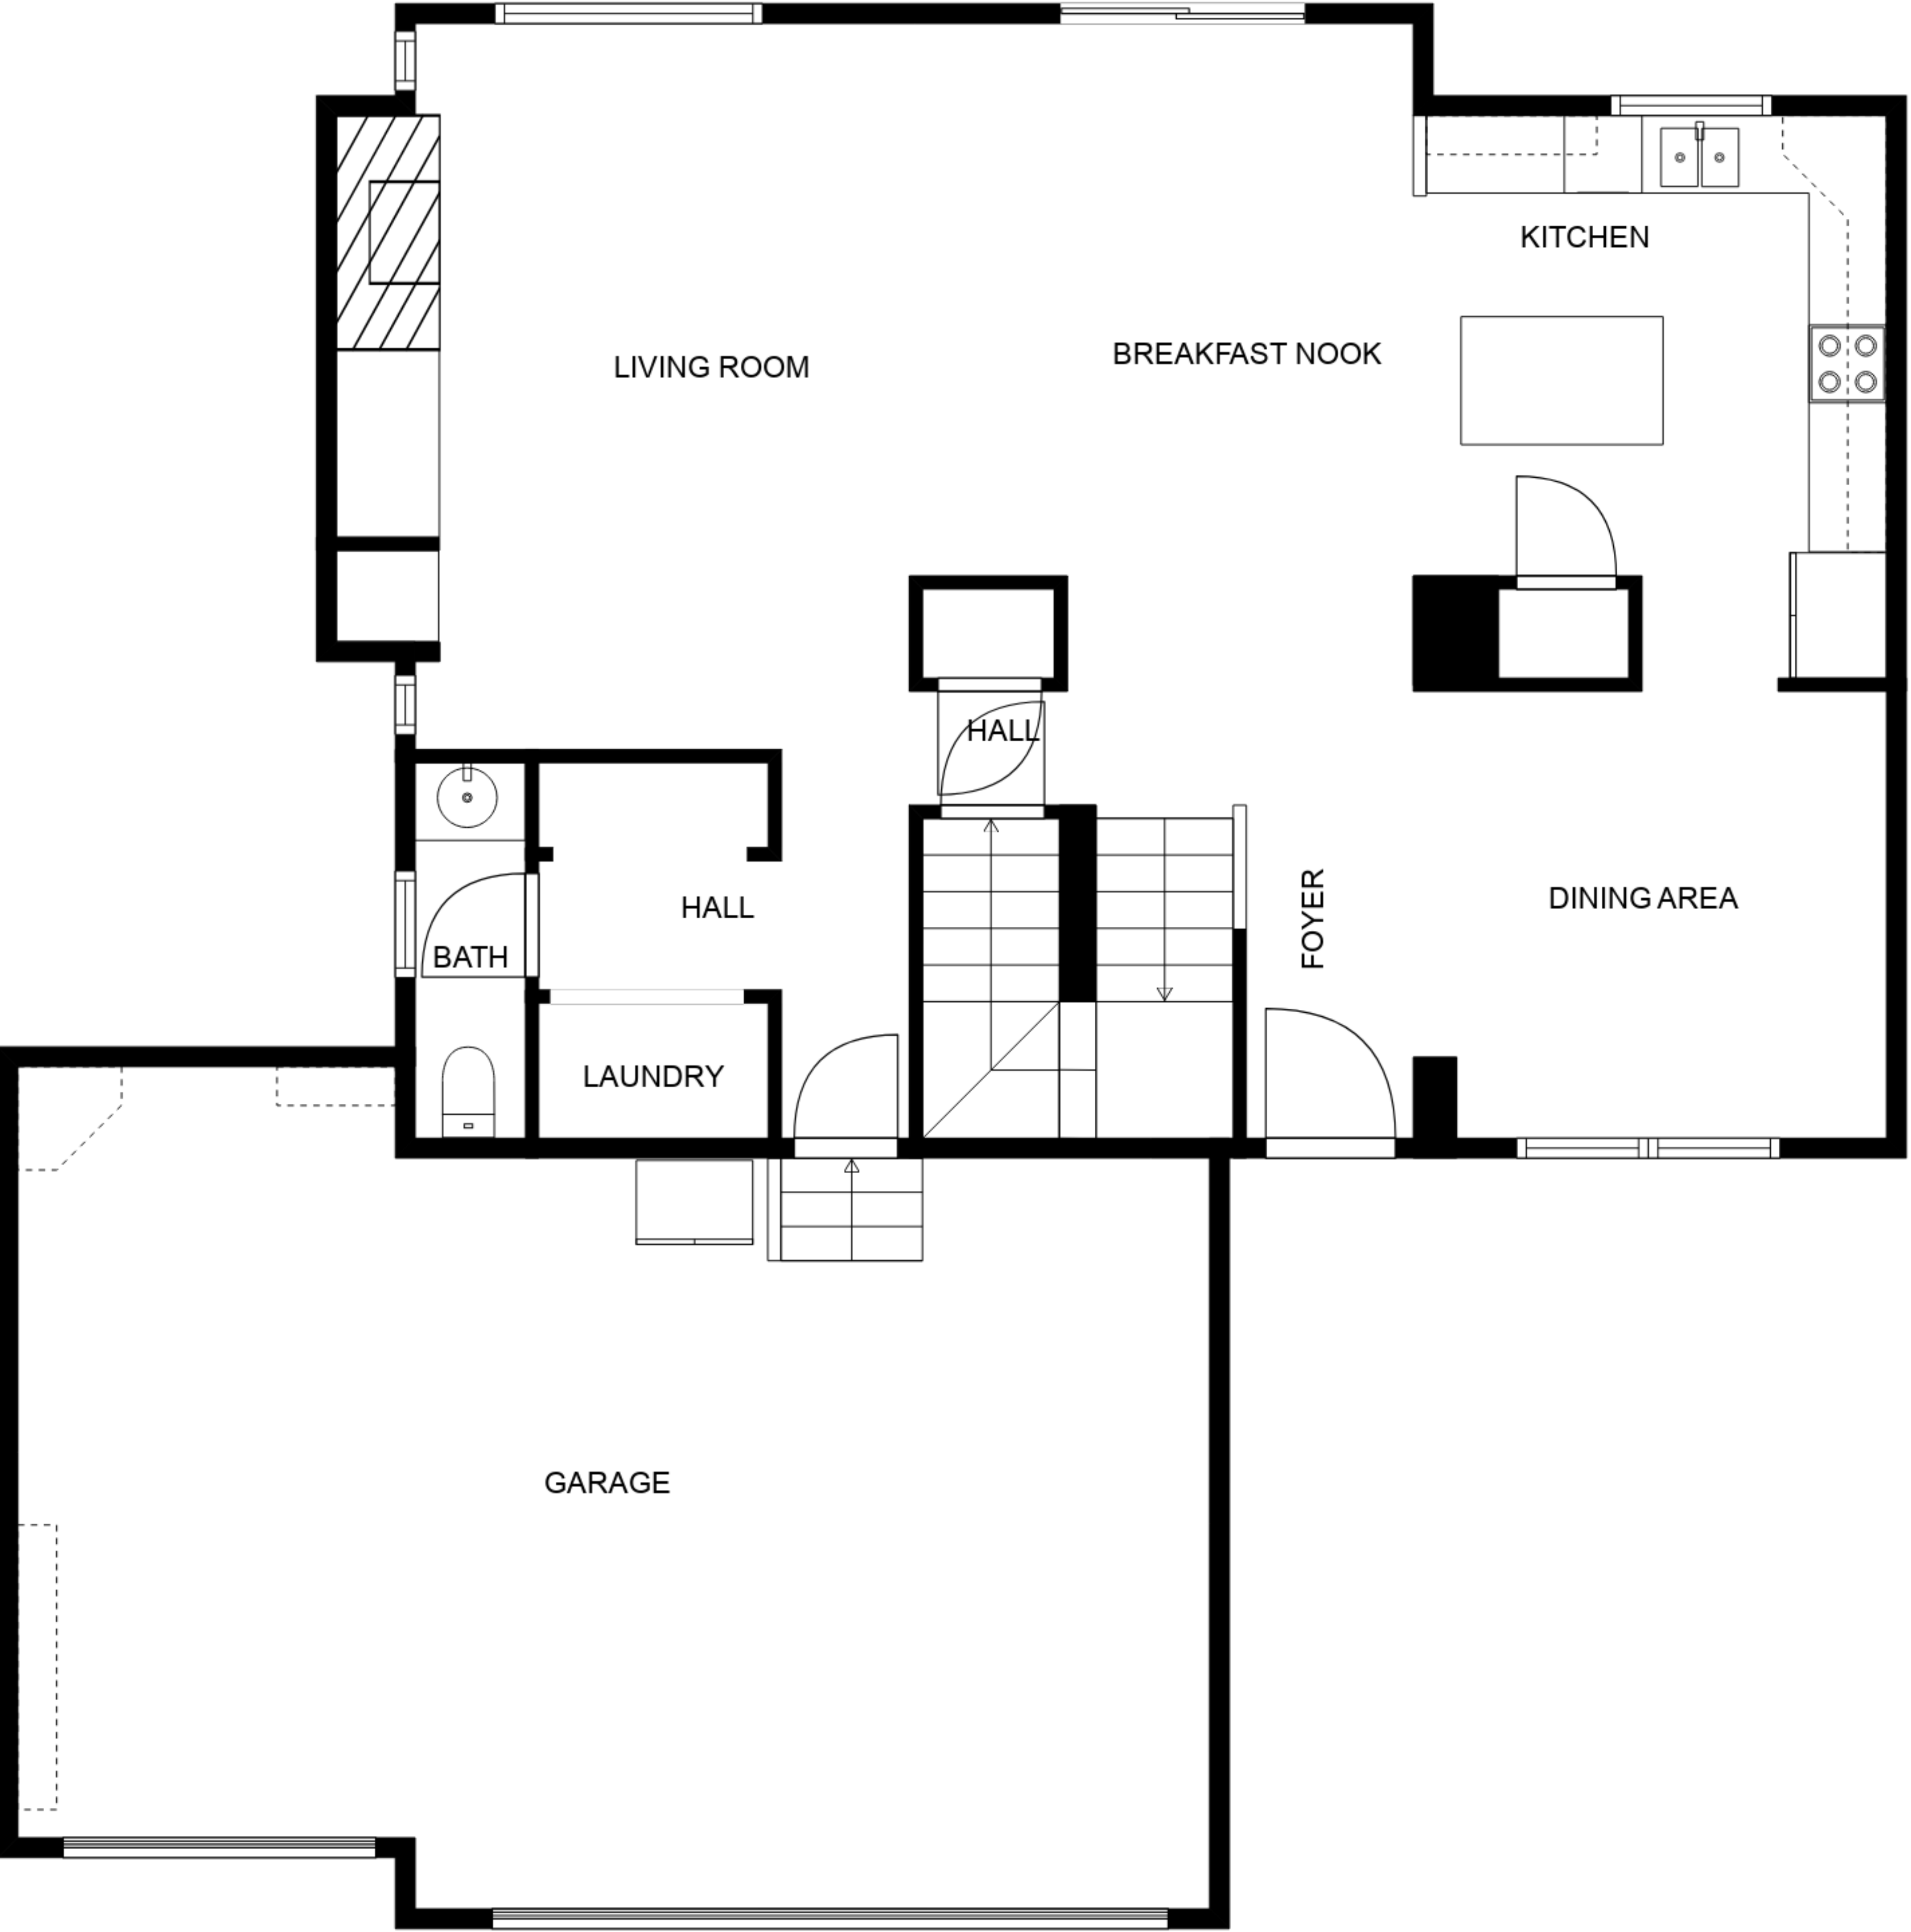 KITCHEN
BREAKFAST NOOK
LIVING ROOM
HALL
DINING AREA
HALL
FOYER
BATH
LAUNDRY
GARAGE